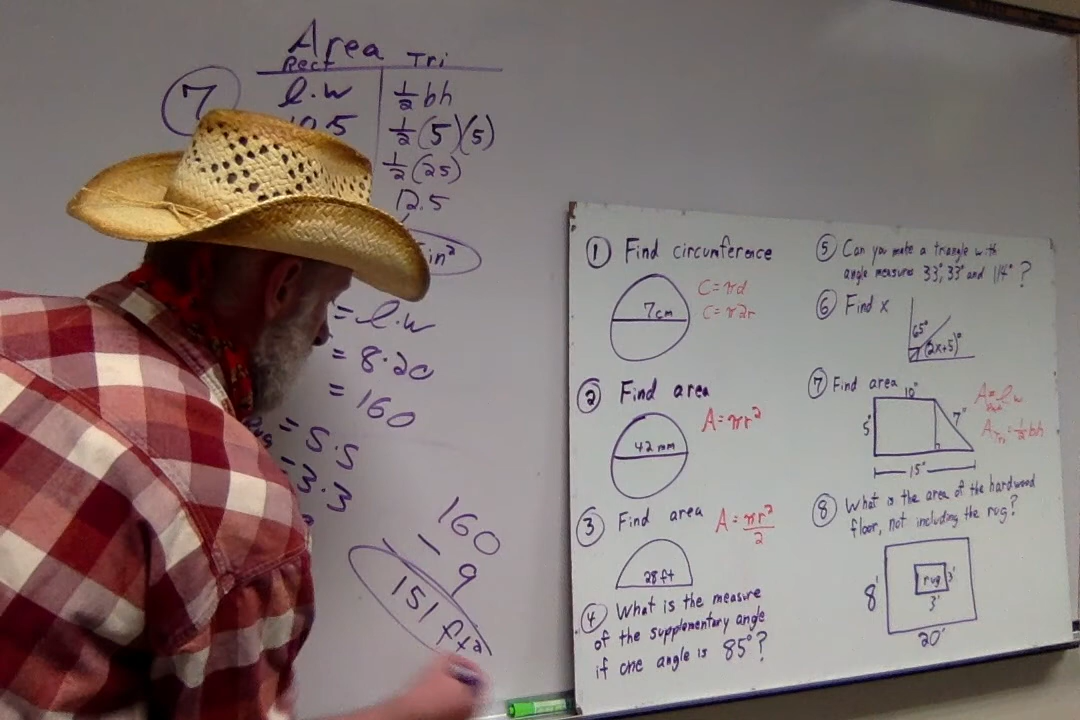 Area
Rect Tri
7
l·w ½bh
10·5 ½(5)(5)
½(25)
12.5
in²
= l·w
= 8·20
= 160
= S·S
= 3·3
160
- 9
151 ft²
① Find circumference
7cm
C=πd
C=π2r
② Find area
42 mm
A=πr²
③ Find area
28ft
A=πr²/2
④ What is the measure
of the supplementary angle
if one angle is 85°?
⑤ Can you make a triangle with
angle measures 33°, 33° and 114°?
⑥ Find x
65°
(2x+5)°
⑦ Find area
10"
5"
7"
15"
A=l·w
A Tri=½bh
⑧ What is the area of the hardwood
floor, not including the rug?
8'
rug 3'
3'
20'